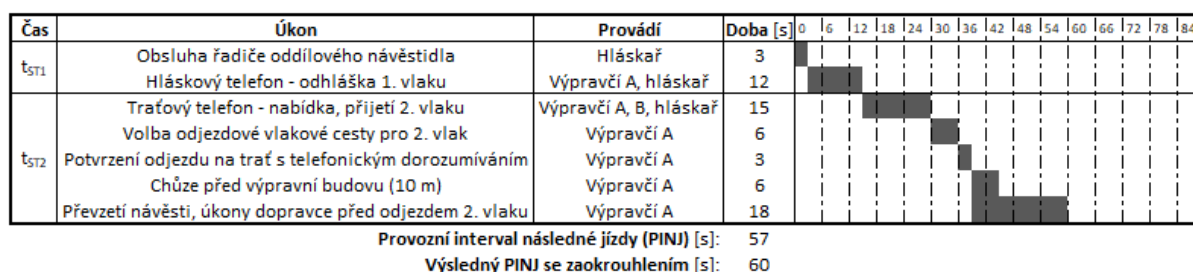 Čas Úkon Provádí Doba [s] 0 6 12 18 24 30 36 42 48 54 60 66 72 78 84
tST1 Obsluha řadiče oddílového návěstidla Hláskař 3
Hláskový telefon - odhláška 1. vlaku Výpravčí A, hláskař 12
tST2 Traťový telefon - nabídka, přijetí 2. vlaku Výpravčí A, B, hláskař 15
Volba odjezdové vlakové cesty pro 2. vlak Výpravčí A 6
Potvrzení odjezdu na trať s telefonickým dorozumíváním Výpravčí A 3
Chůze před výpravní budovu (10 m) Výpravčí A 6
Převzetí návěsti, úkony dopravce před odjezdem 2. vlaku Výpravčí A 18
Provozní interval následné jízdy (PINJ) [s]: 57
Výsledný PINJ se zaokrouhlením [s]: 60